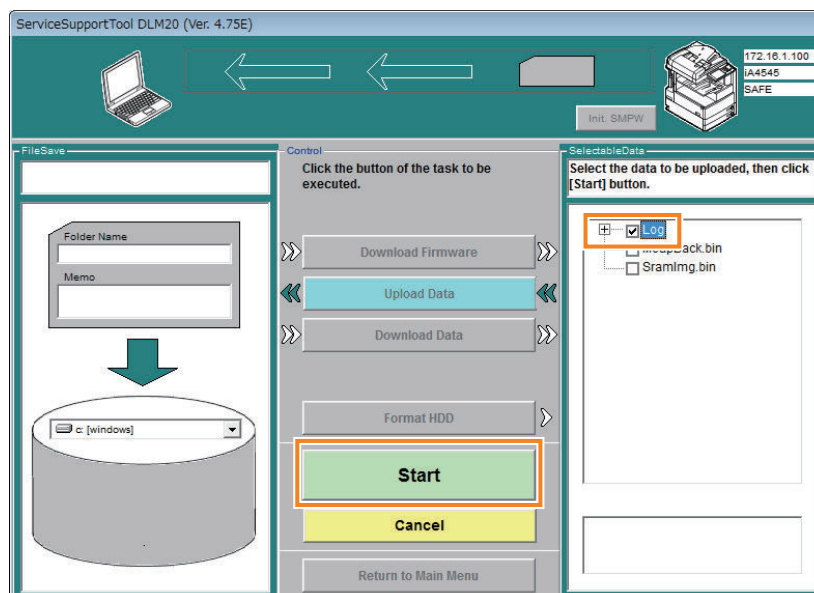 ServiceSupportTool DLM20 (Ver. 4.75E)
172.16.1.100
iA4545
SAFE
Init. SMPW
FileSave
Control
SelectableData
Click the button of the task to be
executed.
Select the data to be uploaded, then click
[Start] button.
Folder Name
Memo
Download Firmware
Upload Data
Download Data
Format HDD
Start
Cancel
Return to Main Menu
c: [windows]
Log
SramImg.bin